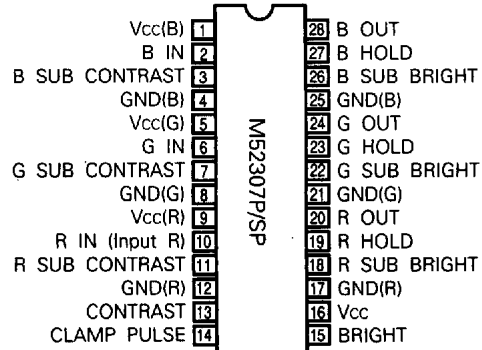 Vcc(B) 1 28 B OUT
B IN 2 27 B HOLD
B SUB CONTRAST 3 26 B SUB BRIGHT
GND(B) 4 25 GND(B)
Vcc(G) 5 24 G OUT
G IN 6 23 G HOLD
G SUB CONTRAST 7 22 G SUB BRIGHT
GND(G) 8 21 GND(G)
Vcc(R) 9 20 R OUT
R IN (Input R) 10 19 R HOLD
R SUB CONTRAST 11 18 R SUB BRIGHT
GND(R) 12 17 GND(R)
CONTRAST 13 16 Vcc
CLAMP PULSE 14 15 BRIGHT
M52307P/SP